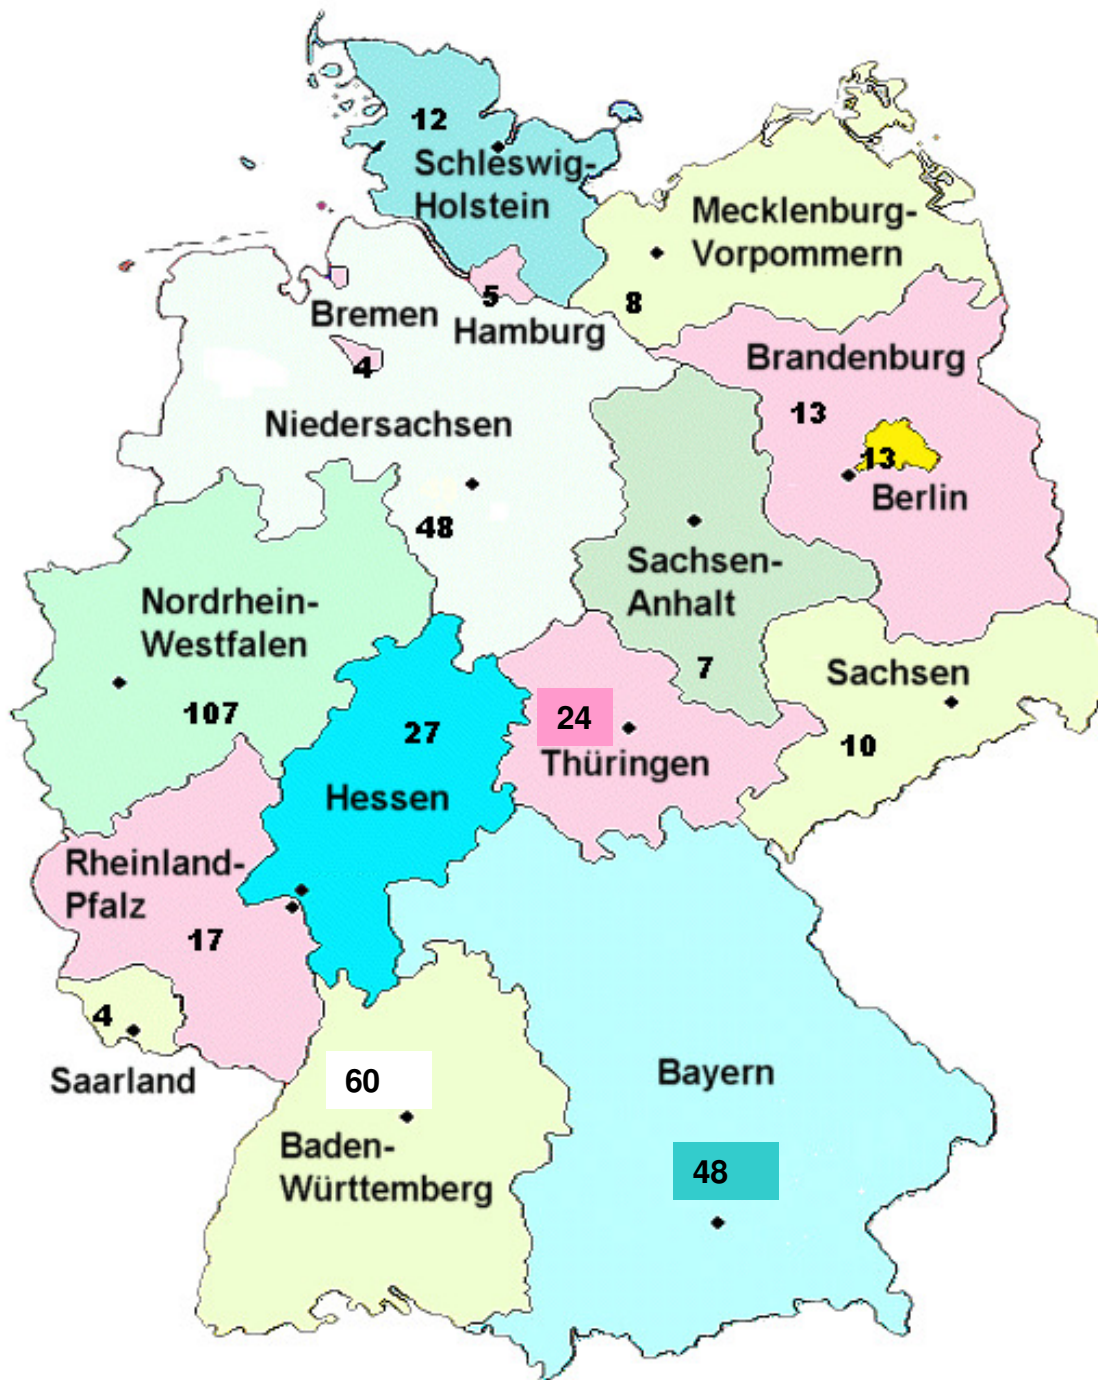 12
Schleswig-
Holstein
Mecklenburg-
Vorpommern
8
5
Hamburg
Bremen
4
Brandenburg
13
13
Berlin
Niedersachsen
48
Sachsen-
Anhalt
7
Nordrhein-
Westfalen
107
Sachsen
10
24
Thüringen
27
Hessen
Rheinland-
Pfalz
17
4
Saarland
60
Baden-
Württemberg
Bayern
48